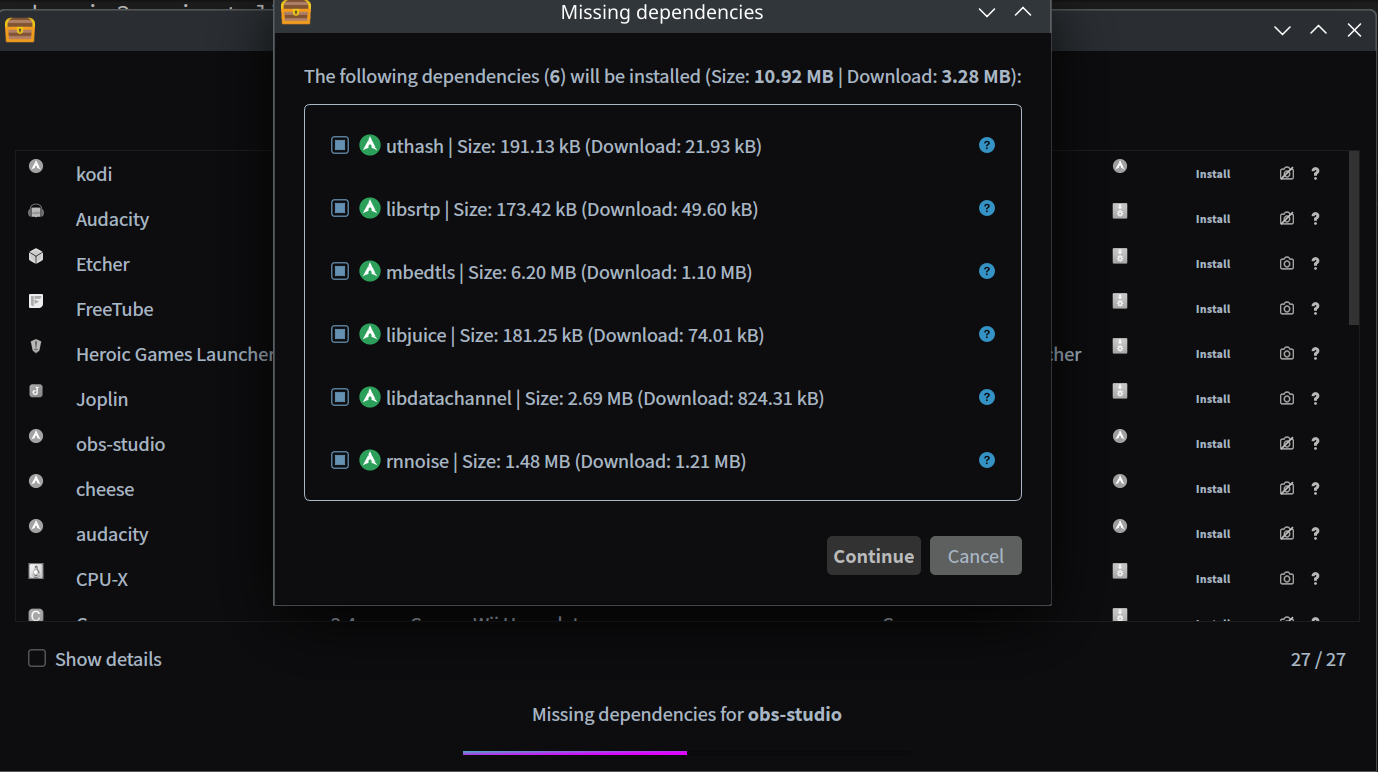 Missing dependencies
The following dependencies (6) will be installed (Size: 10.92 MB | Download: 3.28 MB):
uthash | Size: 191.13 kB (Download: 21.93 kB)
?
libsrtp | Size: 173.42 kB (Download: 49.60 kB)
?
mbedtls | Size: 6.20 MB (Download: 1.10 MB)
?
libjuice | Size: 181.25 kB (Download: 74.01 kB)
?
libdatachannel | Size: 2.69 MB (Download: 824.31 kB)
?
rnnoise | Size: 1.48 MB (Download: 1.21 MB)
?
Continue
Cancel
kodi
Install
?
Audacity
Install
?
Etcher
Install
?
FreeTube
Install
?
Heroic Games Launcher
cher
Install
?
Joplin
Install
?
obs-studio
Install
?
cheese
Install
?
audacity
Install
?
CPU-X
Install
?
Show details
27 / 27
Missing dependencies for obs-studio